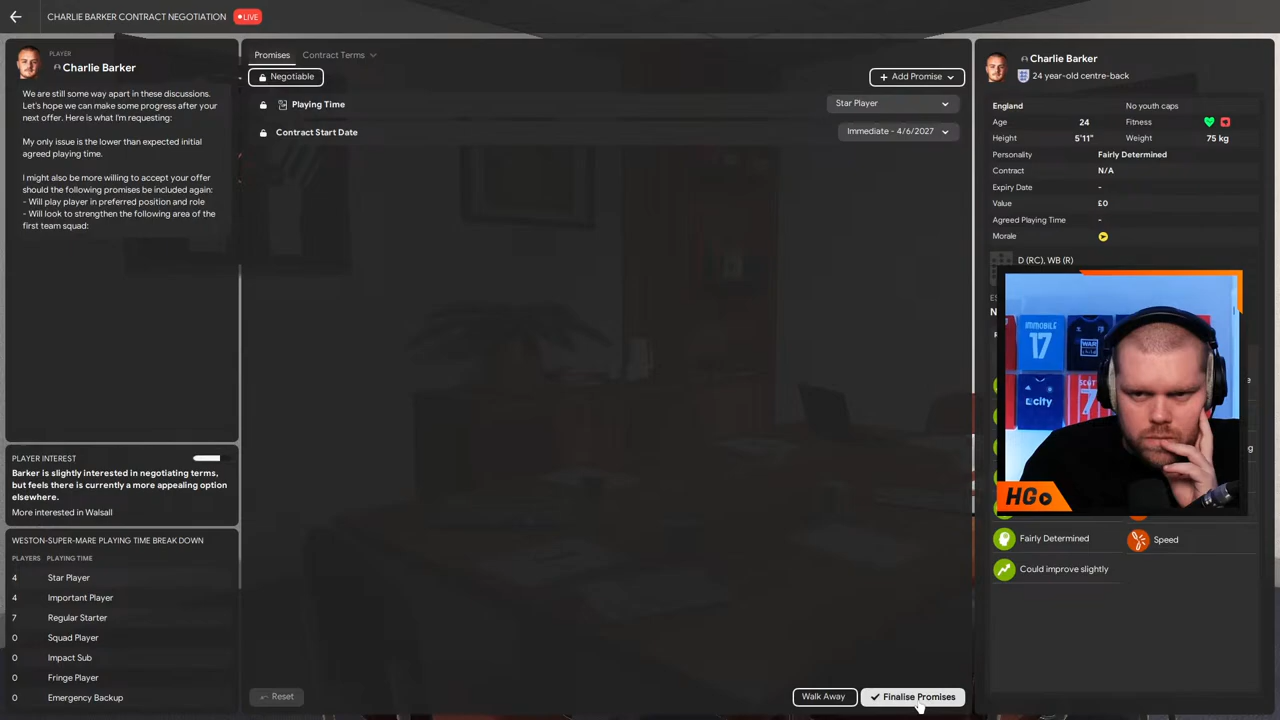 CHARLIE BARKER CONTRACT NEGOTIATION
LIVE
PLAYER
Charlie Barker
We are still some way apart in these discussions.
Let's hope we can make some progress after your
next offer. Here is what I'm requesting:
My only issue is the lower than expected initial
agreed playing time.
I might also be more willing to accept your offer
should the following promises be included again:
- Will play player in preferred position and role
- Will look to strengthen the following area of the
first team squad:
PLAYER INTEREST
Barker is slightly interested in negotiating terms,
but feels there is currently a more appealing option
elsewhere.
More interested in Walsall
WESTON-SUPER-MARE PLAYING TIME BREAK DOWN
PLAYERS PLAYING TIME
4 Star Player
4 Important Player
7 Regular Starter
0 Squad Player
0 Impact Sub
0 Fringe Player
0 Emergency Backup
Promises Contract Terms
Negotiable
Add Promise
Playing Time Star Player
Contract Start Date Immediate - 4/6/2027
Reset
Walk Away
Finalise Promises
Charlie Barker
24 year-old centre-back
England No youth caps
Age 24 Fitness
Height 5'11" Weight 75 kg
Personality Fairly Determined
Contract N/A
Expiry Date -
Value £0
Agreed Playing Time -
Morale
D (RC), WB (R)
IMMOBILE
17
WAR
city
HG
Fairly Determined
Speed
Could improve slightly